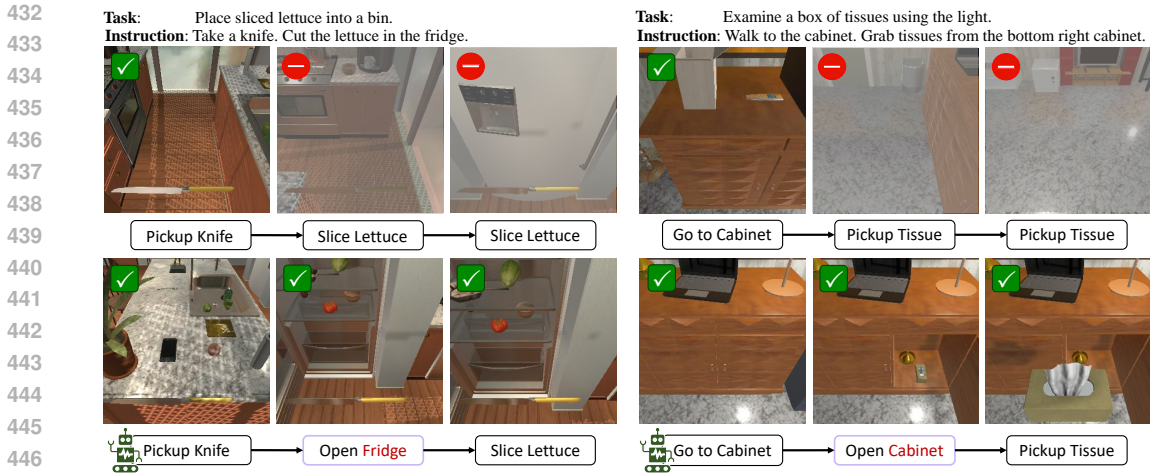 432
433
434
435
436
437
438
439
440
441
442
443
444
445
446
Task: Place sliced lettuce into a bin.
Instruction: Take a knife. Cut the lettuce in the fridge.
Pickup Knife
Slice Lettuce
Slice Lettuce
Pickup Knife
Open Fridge
Slice Lettuce
Task: Examine a box of tissues using the light.
Instruction: Walk to the cabinet. Grab tissues from the bottom right cabinet.
Go to Cabinet
Pickup Tissue
Pickup Tissue
Go to Cabinet
Open Cabinet
Pickup Tissue